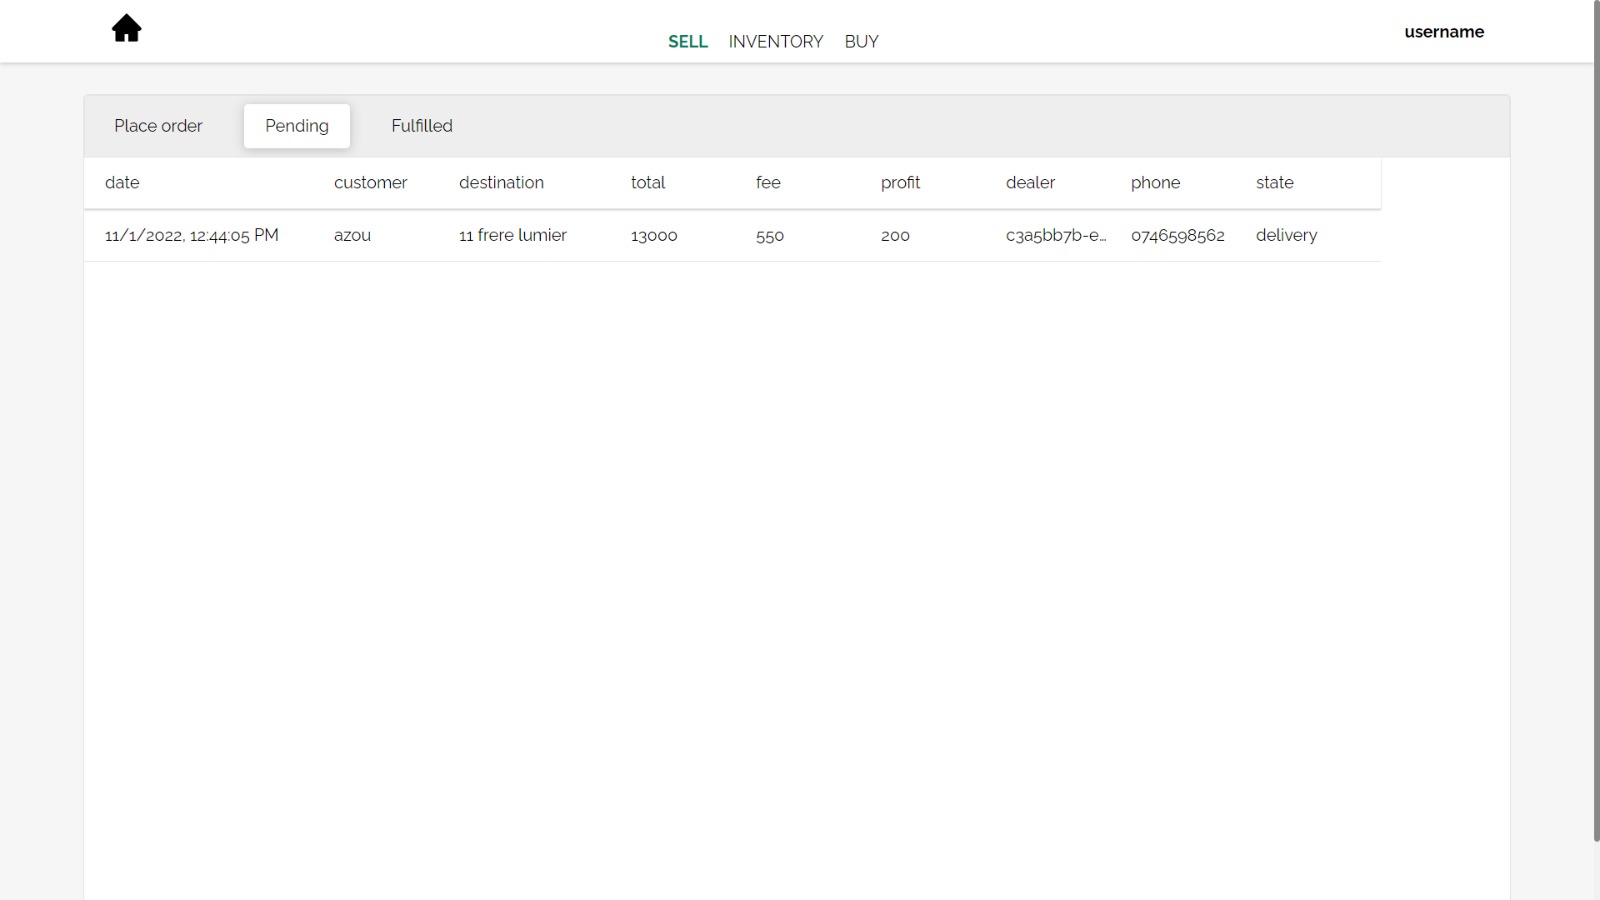 SELL INVENTORY BUY username
Place order Pending Fulfilled
date customer destination total fee profit dealer phone state
11/1/2022, 12:44:05 PM azou 11 frere lumier 13000 550 200 c3a5bb7b-e... 0746598562 delivery